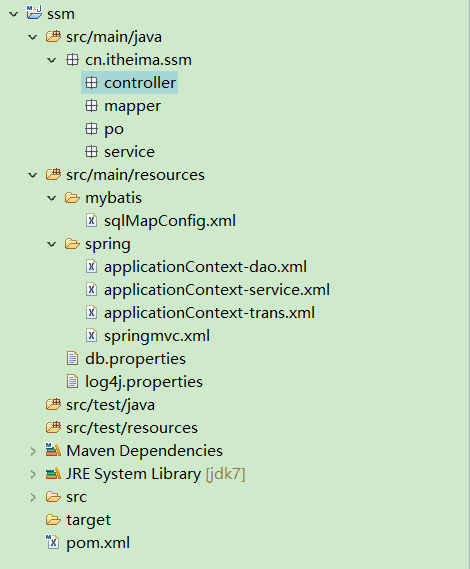 ssm
src/main/java
cn.itheima.ssm
controller
mapper
po
service
src/main/resources
mybatis
sqlMapConfig.xml
spring
applicationContext-dao.xml
applicationContext-service.xml
applicationContext-trans.xml
springmvc.xml
db.properties
log4j.properties
src/test/java
src/test/resources
Maven Dependencies
JRE System Library [jdk7]
src
target
pom.xml